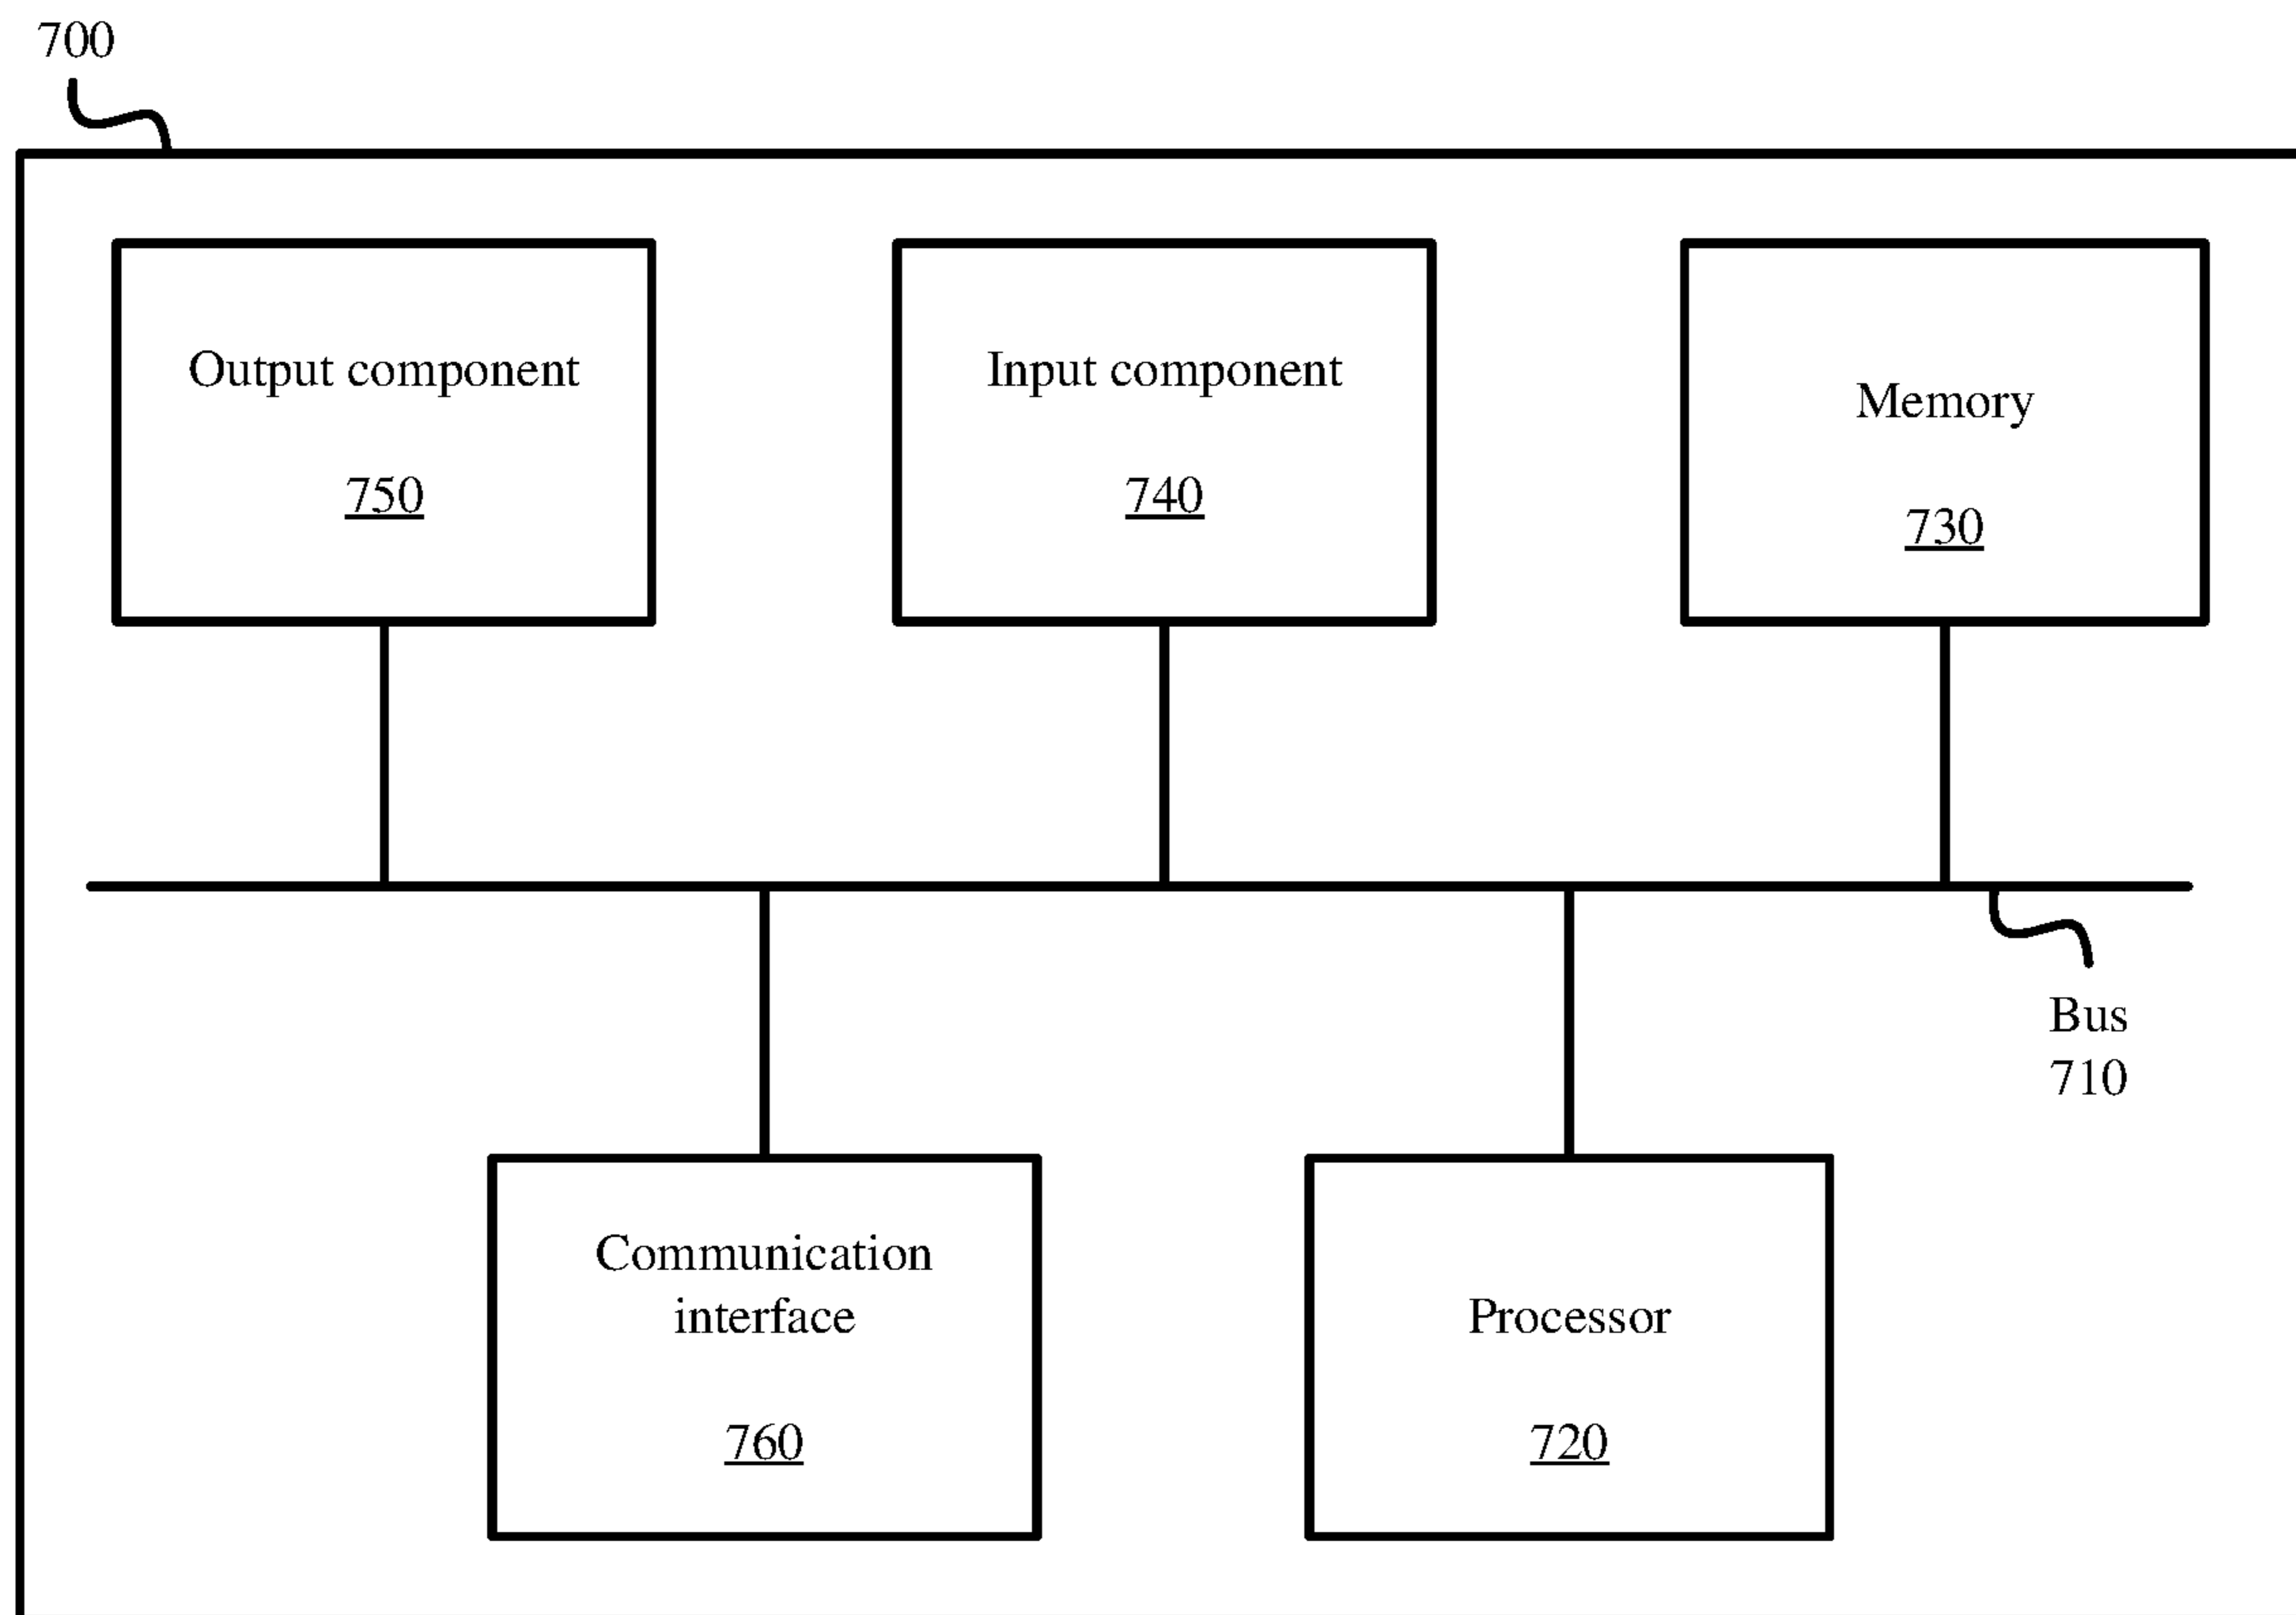 700
Output component
750
Input component
740
Memory
730
Bus
710
Communication
interface
760
Processor
720